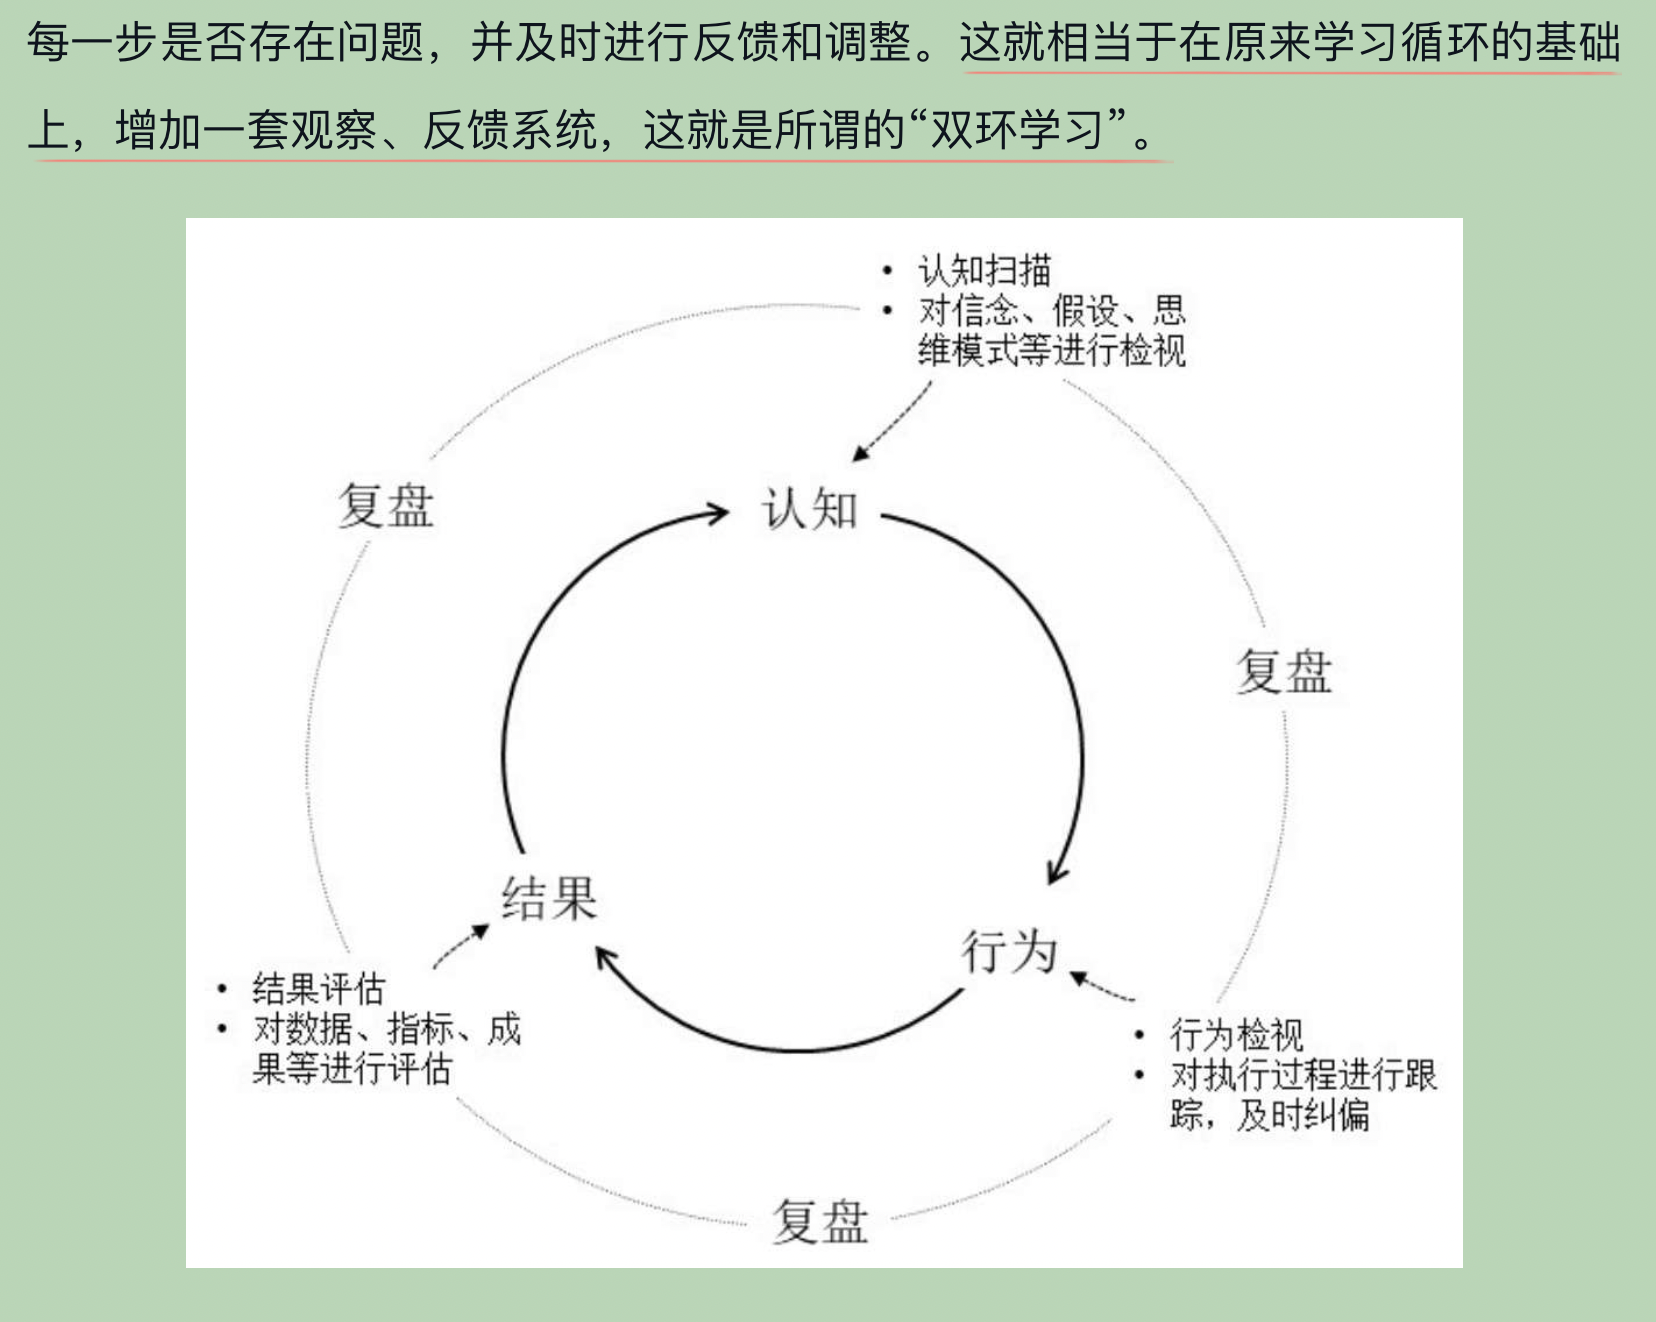 每一步是否存在问题，并及时进行反馈和调整。这就相当于在原来学习循环的基础
上，增加一套观察、反馈系统，这就是所谓的“双环学习”。
• 认知扫描
• 对信念、假设、思
维模式等进行检视
复盘
认知
复盘
结果
行为
• 结果评估
• 对数据、指标、成
果等进行评估
• 行为检视
• 对执行过程进行跟
踪，及时纠偏
复盘